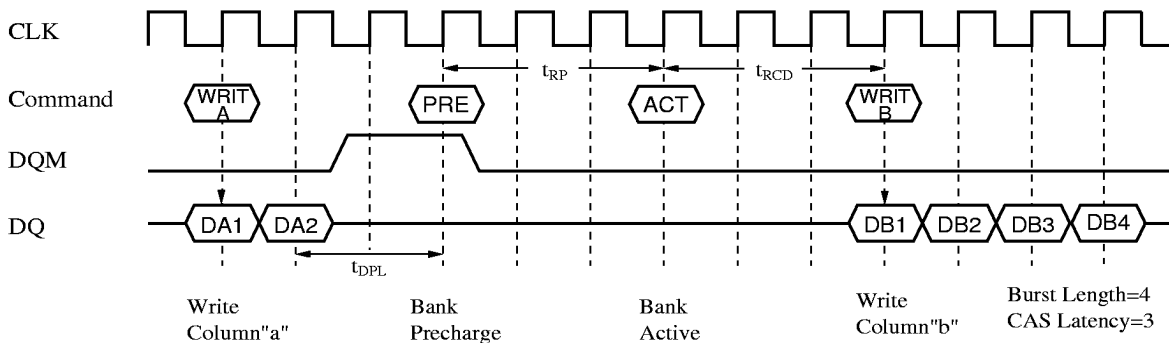 CLK
tRP
tRCD
Command
WRIT
A
PRE
ACT
WRIT
B
DQM
DQ
DA1
DA2
DB1
DB2
DB3
DB4
tDPL
Write
Column"a"
Bank
Precharge
Bank
Active
Write
Column"b"
Burst Length=4
CAS Latency=3